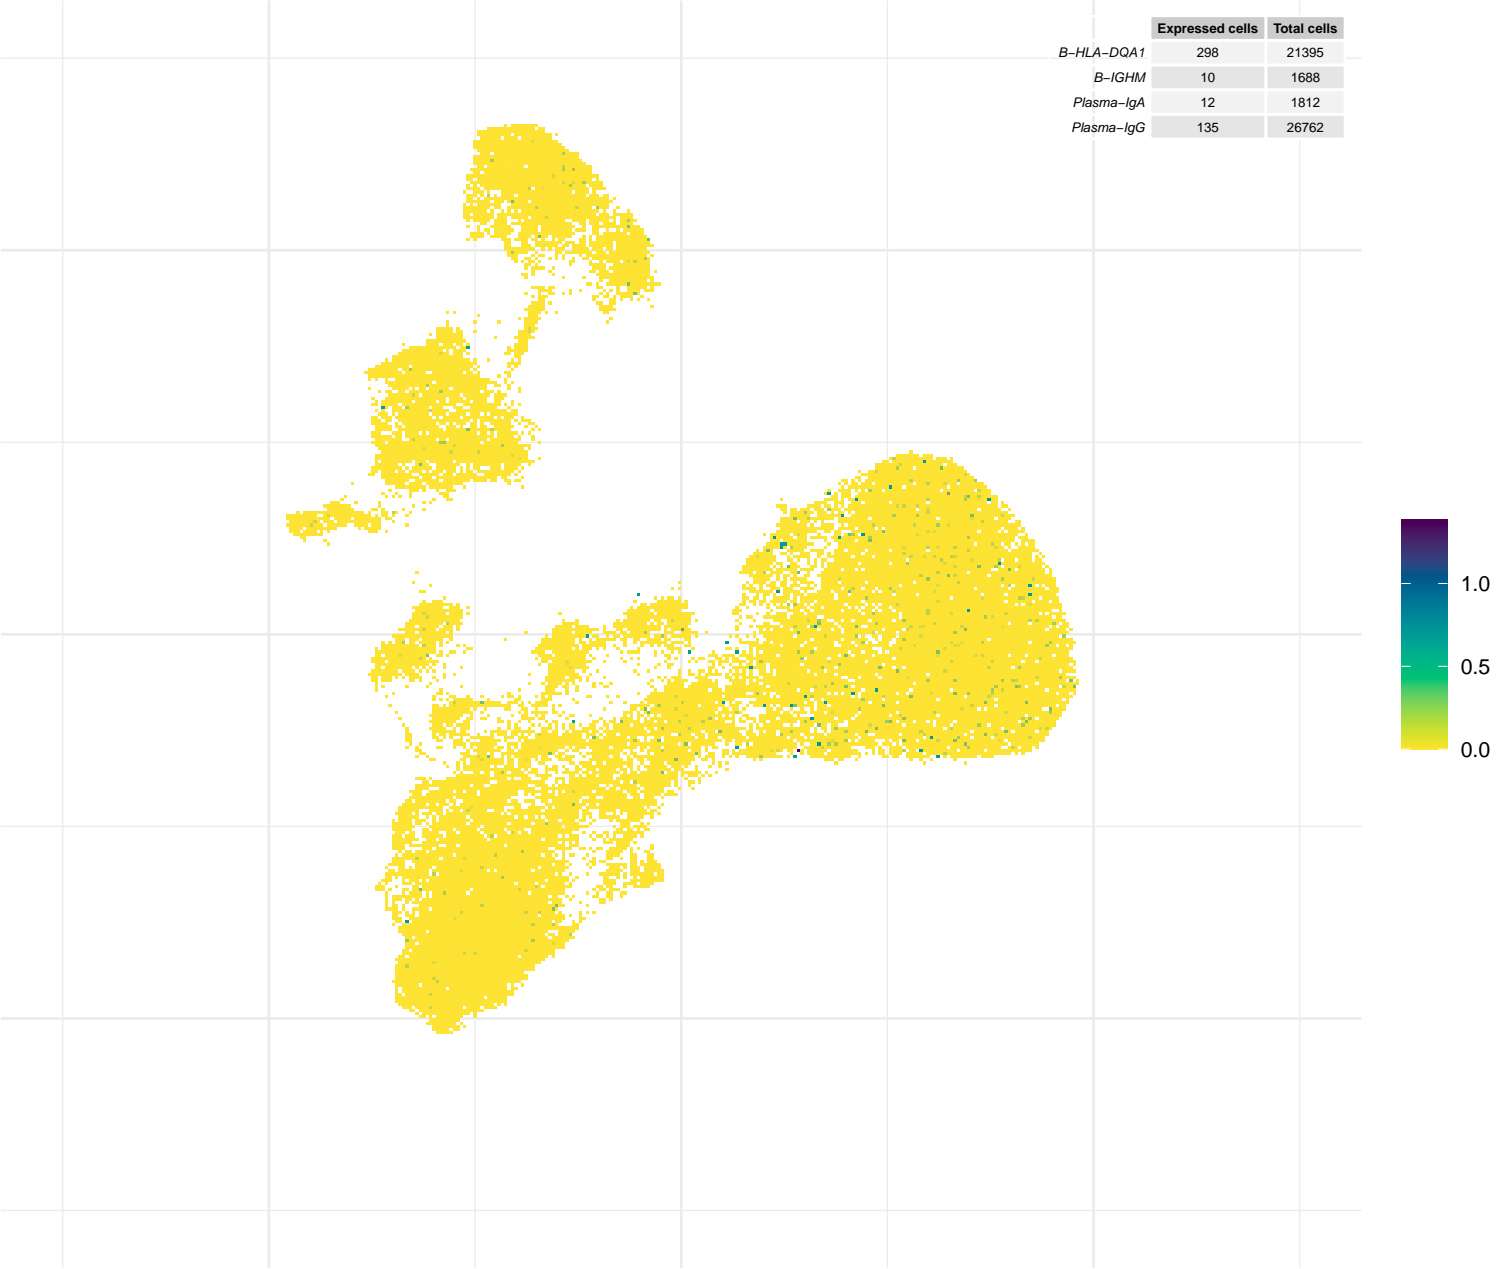 Expressed cells Total cells
B−HLA−DQA1 298 21395
B−IGHM 10 1688
Plasma−IgA 12 1812
Plasma−IgG 135 26762
1.0
0.5
0.0